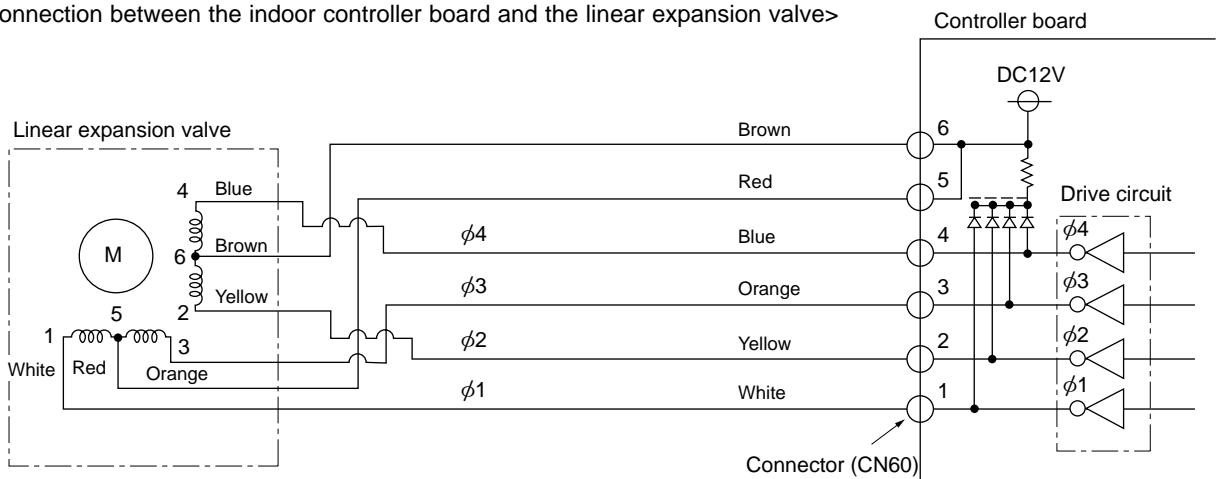 onnection between the indoor controller board and the linear expansion valve>
Controller board
DC12V
Linear expansion valve
Brown
6
Red
5
Drive circuit
4
Blue
ϕ4
Blue
4
ϕ4
M
6
Brown
ϕ3
Orange
3
ϕ3
Yellow
2
5
1
3
ϕ2
Yellow
2
ϕ2
White
Red
Orange
ϕ1
White
1
ϕ1
Connector (CN60)